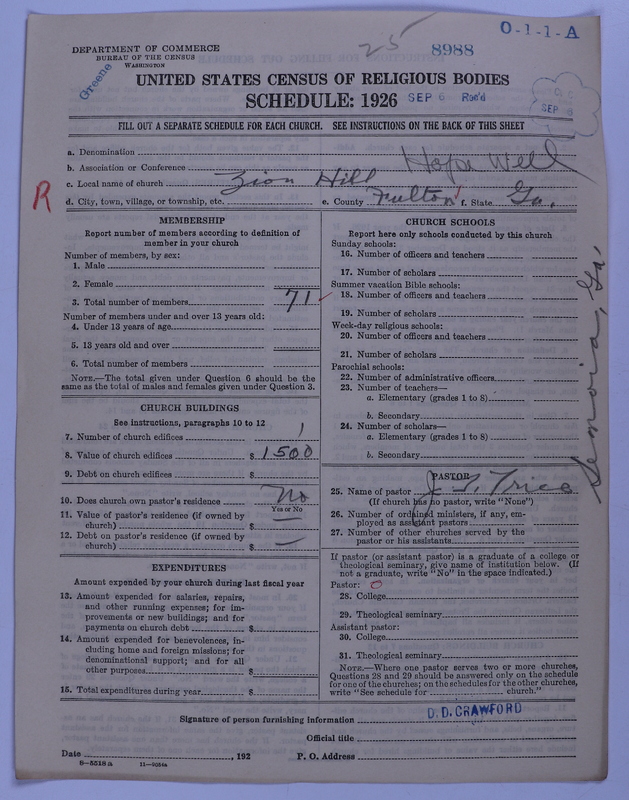 O-1-1-A
25 8988
DEPARTMENT OF COMMERCE
BUREAU OF THE CENSUS
WASHINGTON
Greene
UNITED STATES CENSUS OF RELIGIOUS BODIES
SCHEDULE: 1926 SEP 6 Rec'd
SEP 6
FILL OUT A SEPARATE SCHEDULE FOR EACH CHURCH. SEE INSTRUCTIONS ON THE BACK OF THIS SHEET
a. Denomination
b. Association or Conference Hope Well
c. Local name of church Zion Hill
d. City, town, village, or township, etc. e. County Fulton f. State Ga.
R
MEMBERSHIP
Report number of members according to definition of
member in your church
Number of members, by sex:
1. Male
2. Female
3. Total number of members 71
Number of members under and over 13 years old:
4. Under 13 years of age
5. 13 years old and over
6. Total number of members
NOTE.—The total given under Question 6 should be the
same as the total of males and females given under Question 3.
CHURCH BUILDINGS
See instructions, paragraphs 10 to 12
7. Number of church edifices 1
8. Value of church edifices $ 1500
9. Debt on church edifices $
10. Does church own pastor's residence No
Yes or No
11. Value of pastor's residence (if owned by
church) $ —
12. Debt on pastor's residence (if owned by
church) $ —
EXPENDITURES
Amount expended by your church during last fiscal year
13. Amount expended for salaries, repairs,
and other running expenses; for im-
provements or new buildings; and for
payments on church debt $
14. Amount expended for benevolences, in-
cluding home and foreign missions; for
denominational support; and for all
other purposes $
15. Total expenditures during year $
CHURCH SCHOOLS
Report here only schools conducted by this church
Sunday schools:
16. Number of officers and teachers
17. Number of scholars
Summer vacation Bible schools:
18. Number of officers and teachers
19. Number of scholars
Week-day religious schools:
20. Number of officers and teachers
21. Number of scholars
Parochial schools:
22. Number of administrative officers
23. Number of teachers—
a. Elementary (grades 1 to 8)
b. Secondary
24. Number of scholars—
a. Elementary (grades 1 to 8)
b. Secondary
PASTOR
25. Name of pastor J. T. Trice
(If church has no pastor, write "None")
26. Number of ordained ministers, if any, em-
ployed as assistant pastors
27. Number of other churches served by the
pastor or his assistants
If pastor (or assistant pastor) is a graduate of a college or
theological seminary, give name of institution below. (If
not a graduate, write "No" in the space indicated.)
Pastor: 0
28. College
29. Theological seminary
Assistant pastor:
30. College
31. Theological seminary
NOTE.—Where one pastor serves two or more churches,
Questions 28 and 29 should be answered only on the schedule
for one of the churches; on the schedules for the other churches,
write "See schedule for church."
Senoia, Ga.
Signature of person furnishing information D. D. CRAWFORD
Official title
Date , 192 P. O. Address
8-5518a